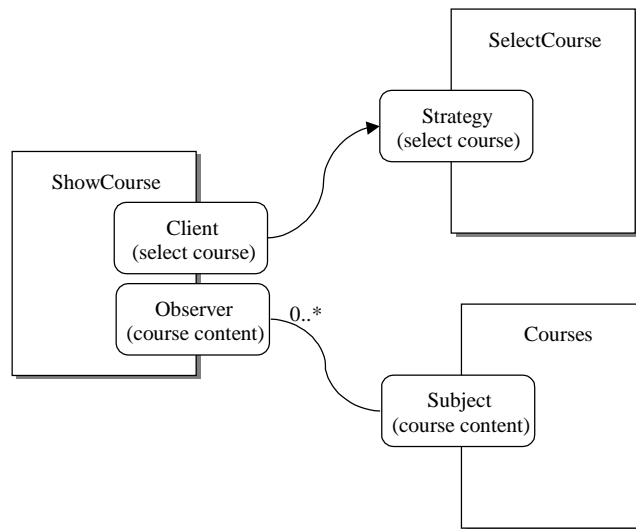 SelectCourse
Strategy
(select course)
ShowCourse
Client
(select course)
Observer
(course content)
0..*
Courses
Subject
(course content)